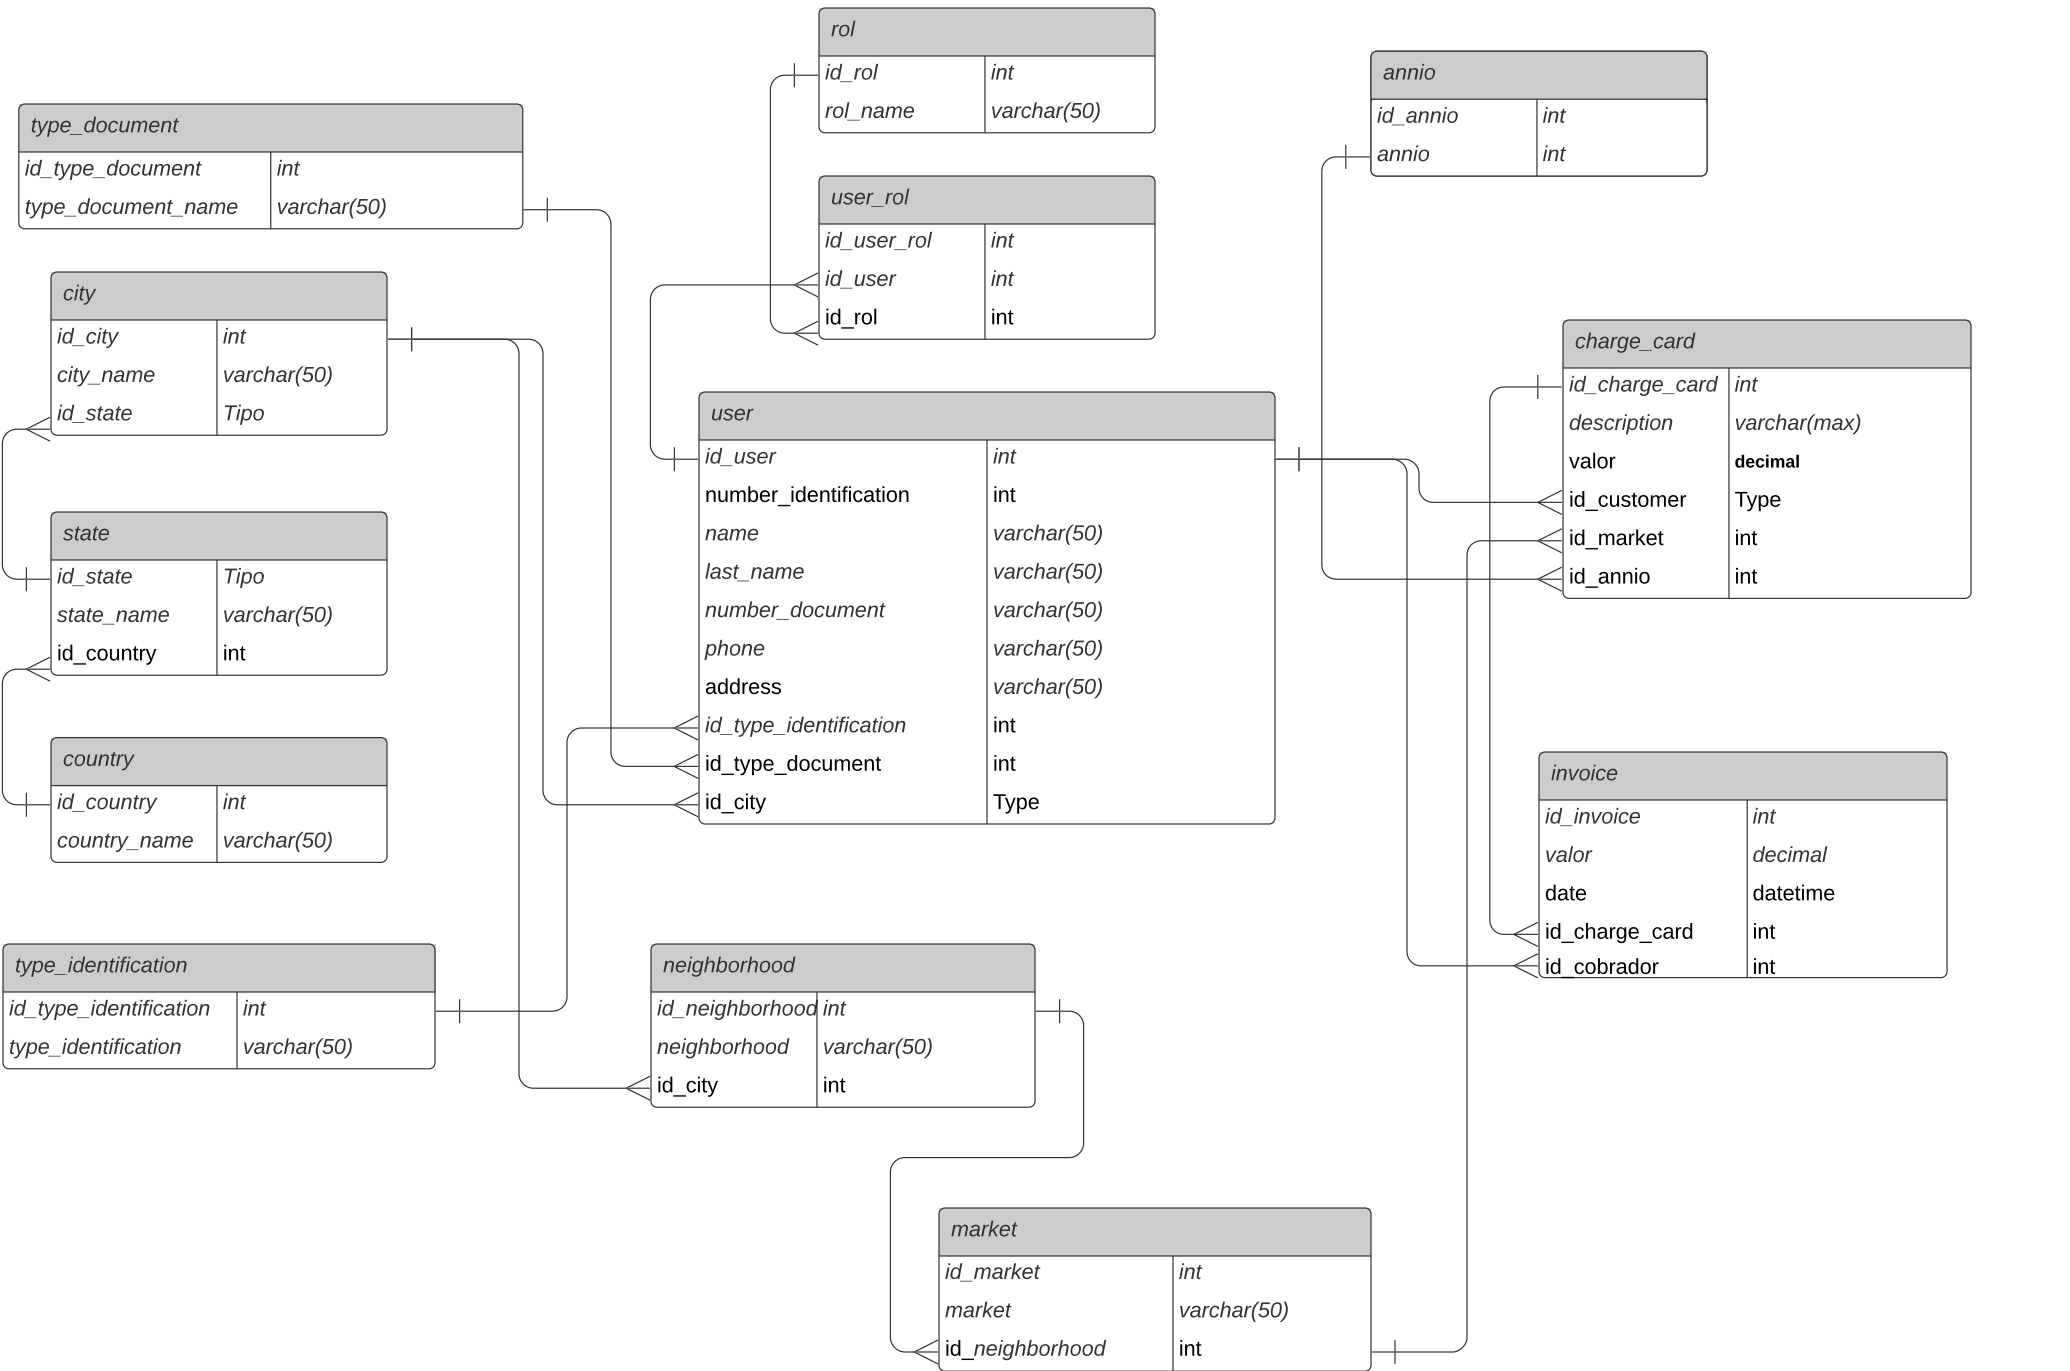 rol
id_rol int
rol_name varchar(50)
annio
id_annio int
annio int
type_document
id_type_document int
type_document_name varchar(50)
user_rol
id_user_rol int
id_user int
id_rol int
city
id_city int
city_name varchar(50)
id_state Tipo
charge_card
id_charge_card int
description varchar(max)
valor decimal
id_customer Type
id_market int
id_annio int
user
id_user int
number_identification int
name varchar(50)
last_name varchar(50)
number_document varchar(50)
phone varchar(50)
address varchar(50)
id_type_identification int
id_type_document int
id_city Type
state
id_state Tipo
state_name varchar(50)
id_country int
country
id_country int
country_name varchar(50)
invoice
id_invoice int
valor decimal
date datetime
id_charge_card int
id_cobrador int
type_identification
id_type_identification int
type_identification varchar(50)
neighborhood
id_neighborhood int
neighborhood varchar(50)
id_city int
market
id_market int
market varchar(50)
id_neighborhood int